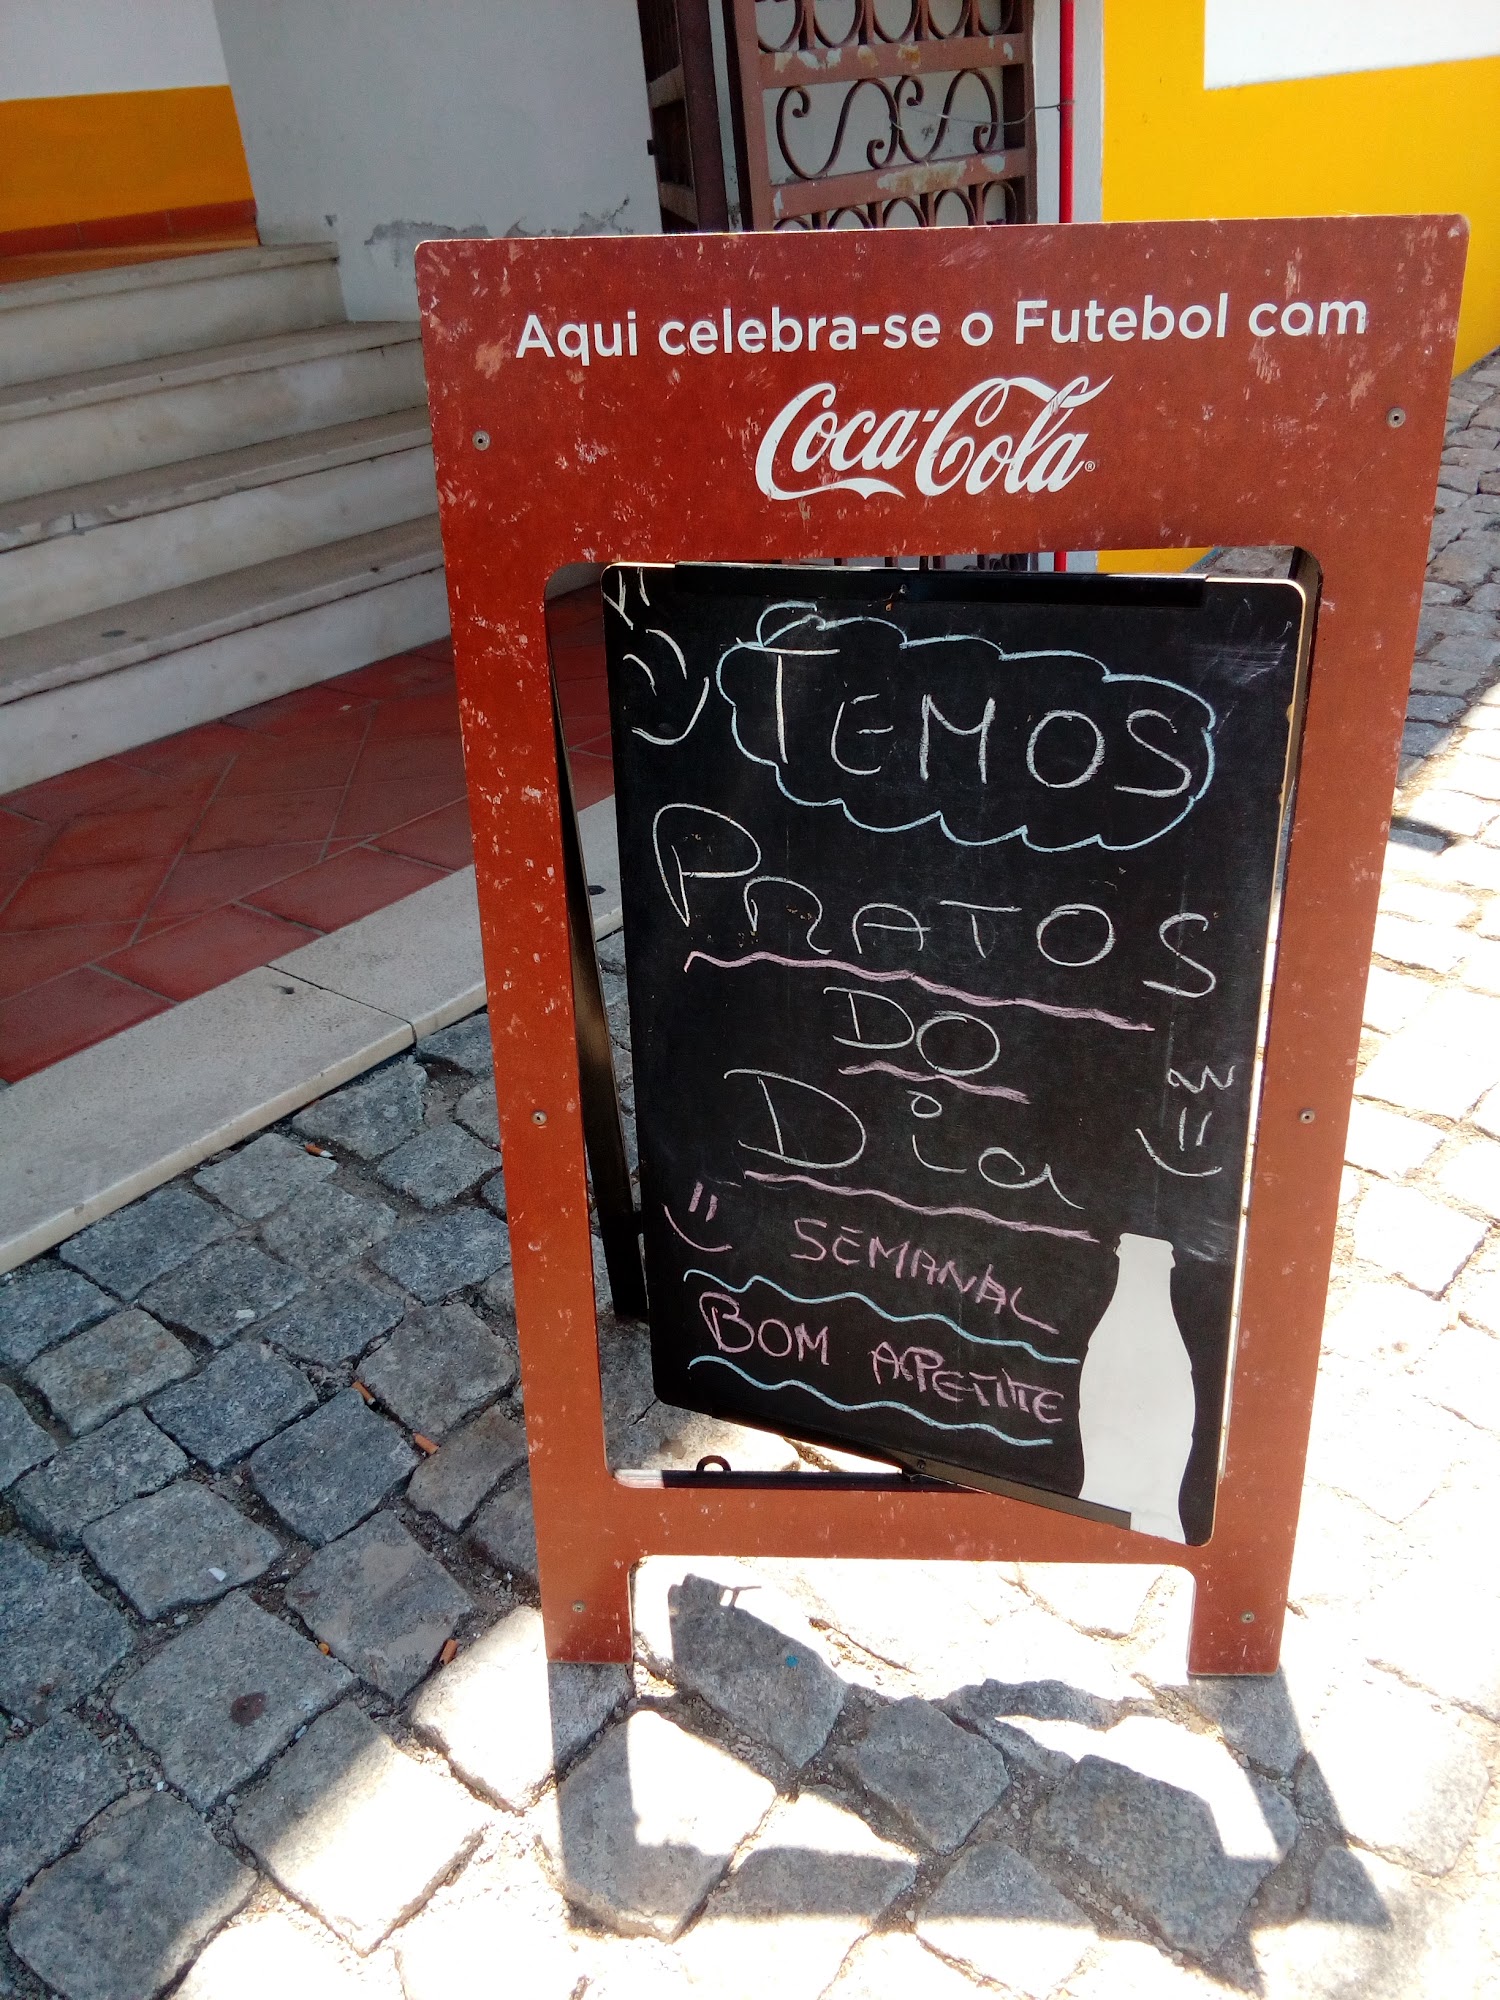 Aqui celebra-se o Futebol com
Coca-Cola®
TEMOS
PRATOS
DO
Dia
SEMANAL
BOM APETITE